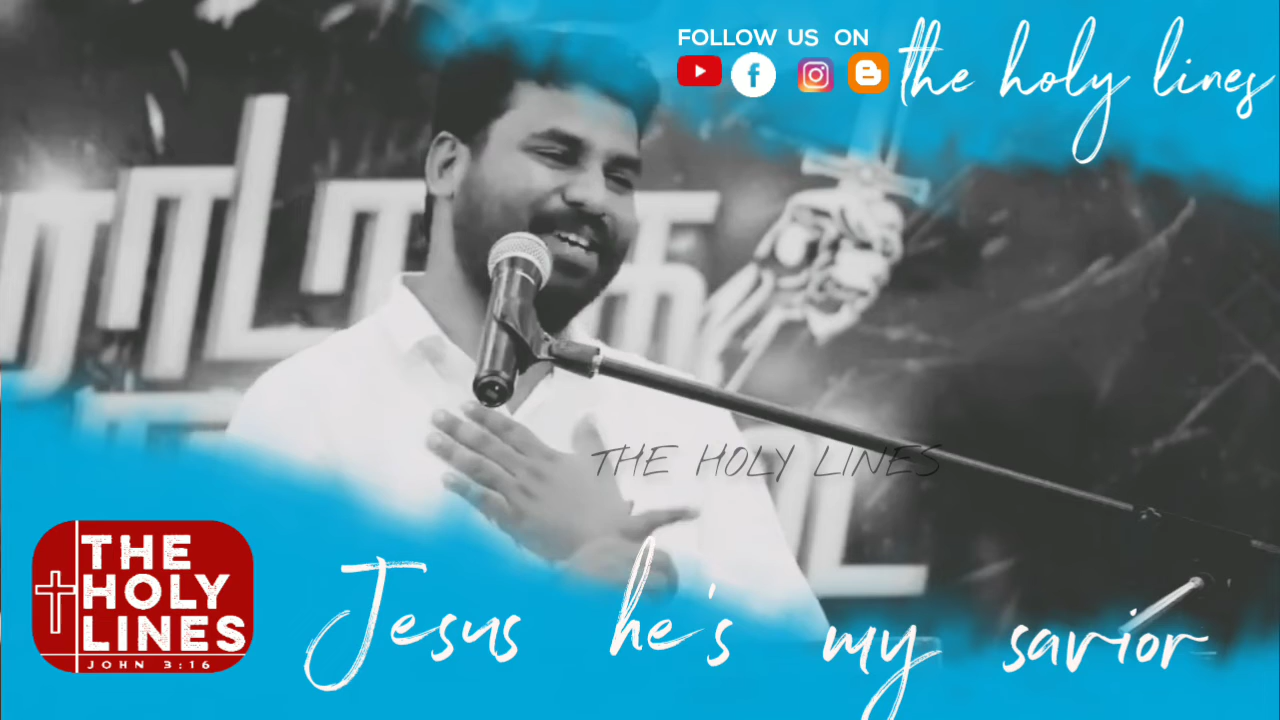 FOLLOW US ON
the holy lines
THE HOLY LINES
THE
HOLY
LINES
JOHN 3:16
Jesus he's my savior